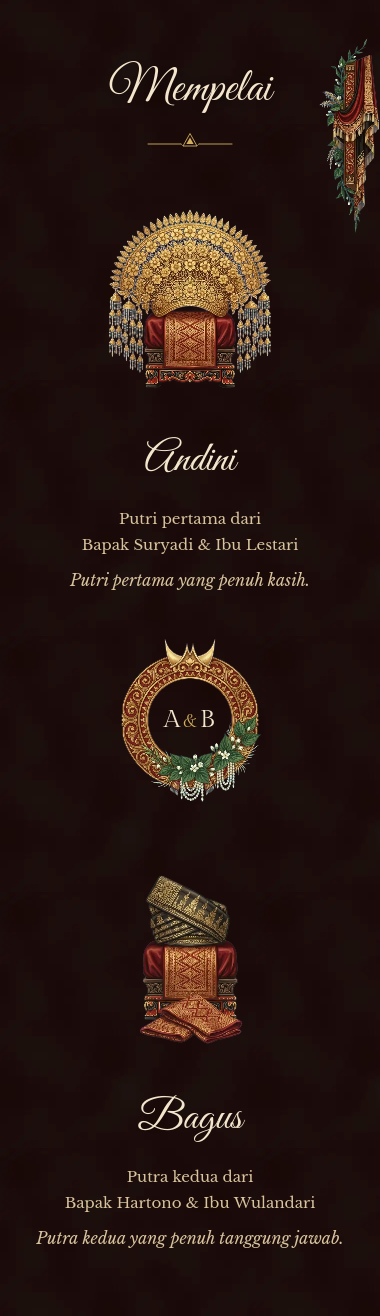 Mempelai
Andini
Putri pertama dari
Bapak Suryadi & Ibu Lestari
Putri pertama yang penuh kasih.
A & B
Bagus
Putra kedua dari
Bapak Hartono & Ibu Wulandari
Putra kedua yang penuh tanggung jawab.